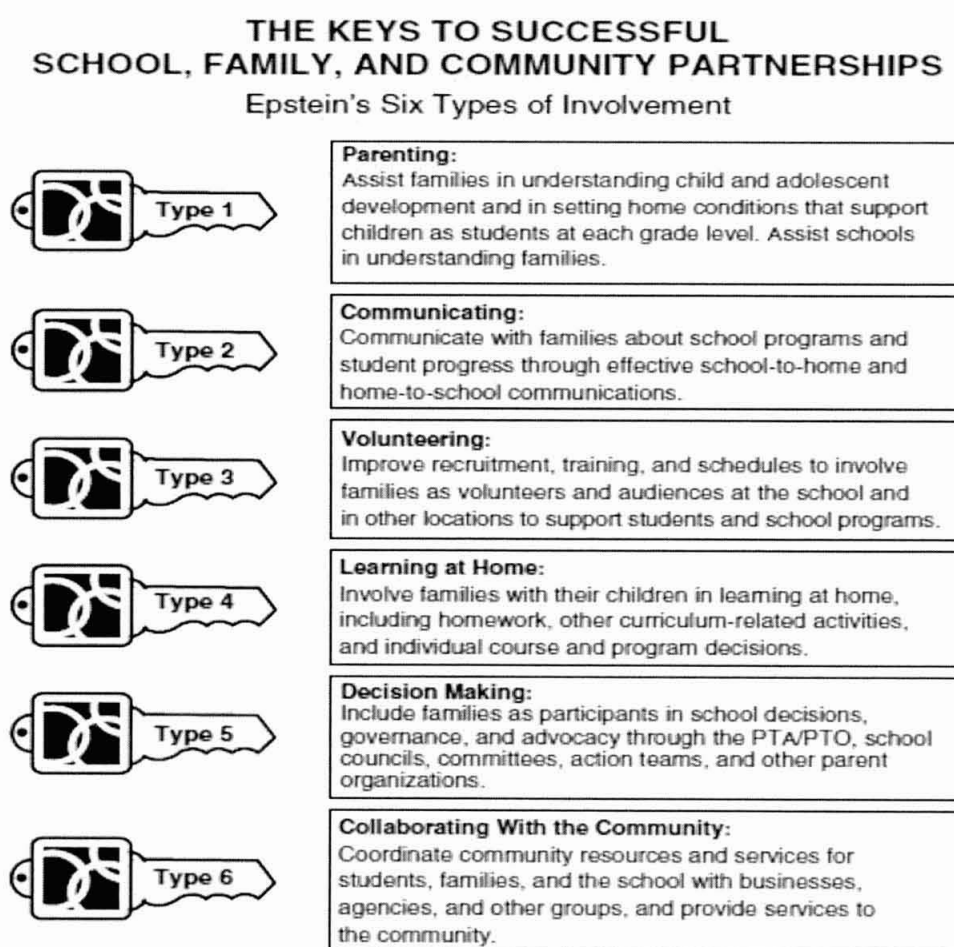 THE KEYS TO SUCCESSFUL
SCHOOL, FAMILY, AND COMMUNITY PARTNERSHIPS
Epstein's Six Types of Involvement
Type 1
Parenting:
Assist families in understanding child and adolescent
development and in setting home conditions that support
children as students at each grade level. Assist schools
in understanding families.
Type 2
Communicating:
Communicate with families about school programs and
student progress through effective school-to-home and
home-to-school communications.
Type 3
Volunteering:
Improve recruitment, training, and schedules to involve
families as volunteers and audiences at the school and
in other locations to support students and school programs.
Type 4
Learning at Home:
Involve families with their children in learning at home,
including homework, other curriculum-related activities,
and individual course and program decisions.
Type 5
Decision Making:
Include families as participants in school decisions,
governance, and advocacy through the PTA/PTO, school
councils, committees, action teams, and other parent
organizations.
Type 6
Collaborating With the Community:
Coordinate community resources and services for
students, families, and the school with businesses,
agencies, and other groups, and provide services to
the community.